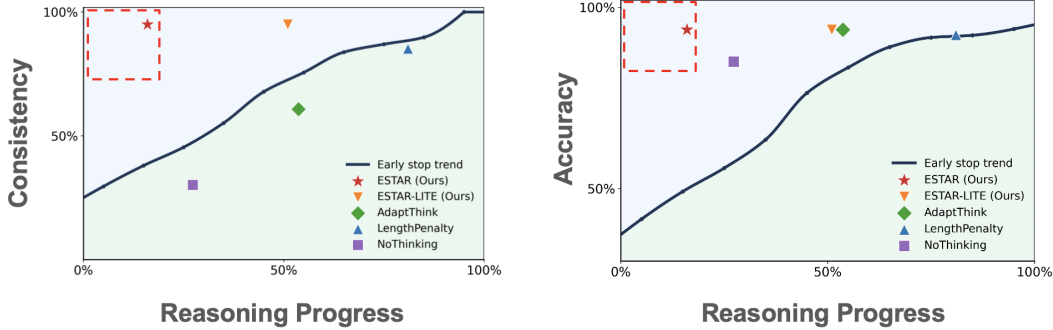 100%
50%
0%
50%
100%
Consistency
Reasoning Progress
Early stop trend
ESTAR (Ours)
ESTAR-LITE (Ours)
AdaptThink
LengthPenalty
NoThinking
100%
50%
0%
50%
100%
Accuracy
Reasoning Progress
Early stop trend
ESTAR (Ours)
ESTAR-LITE (Ours)
AdaptThink
LengthPenalty
NoThinking